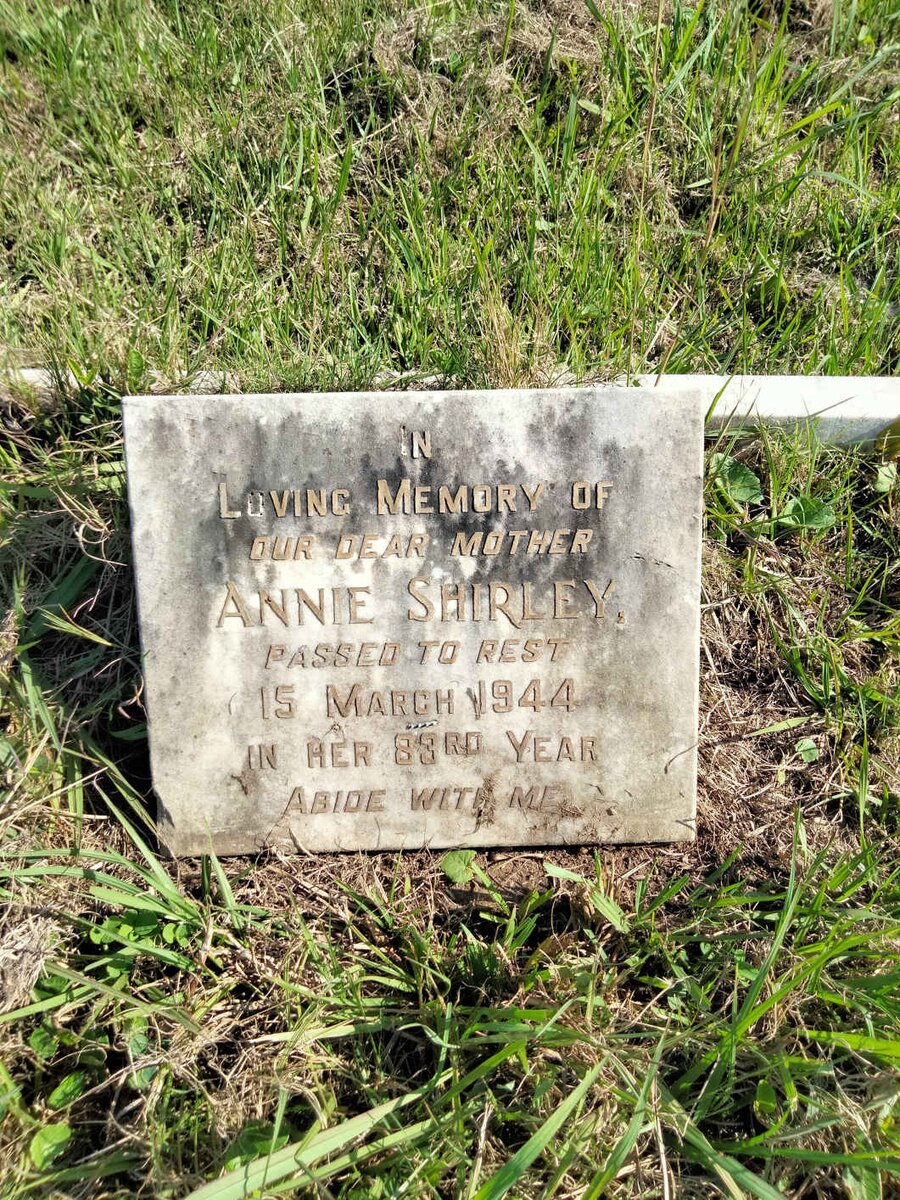 IN
LOVING MEMORY OF
OUR DEAR MOTHER
ANNIE SHIRLEY,
PASSED TO REST
15 MARCH 1944
IN HER 83RD YEAR
ABIDE WITH ME